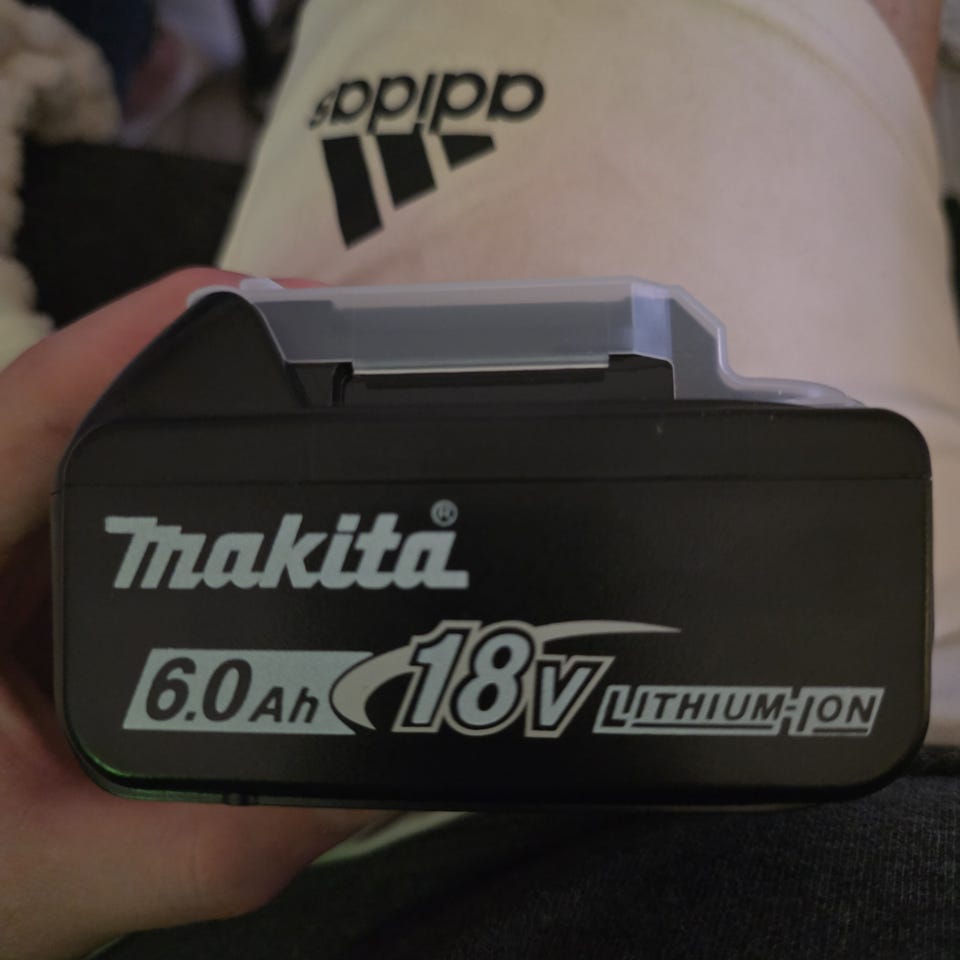 adidas
makita®
6.0Ah 18V LITHIUM-ION